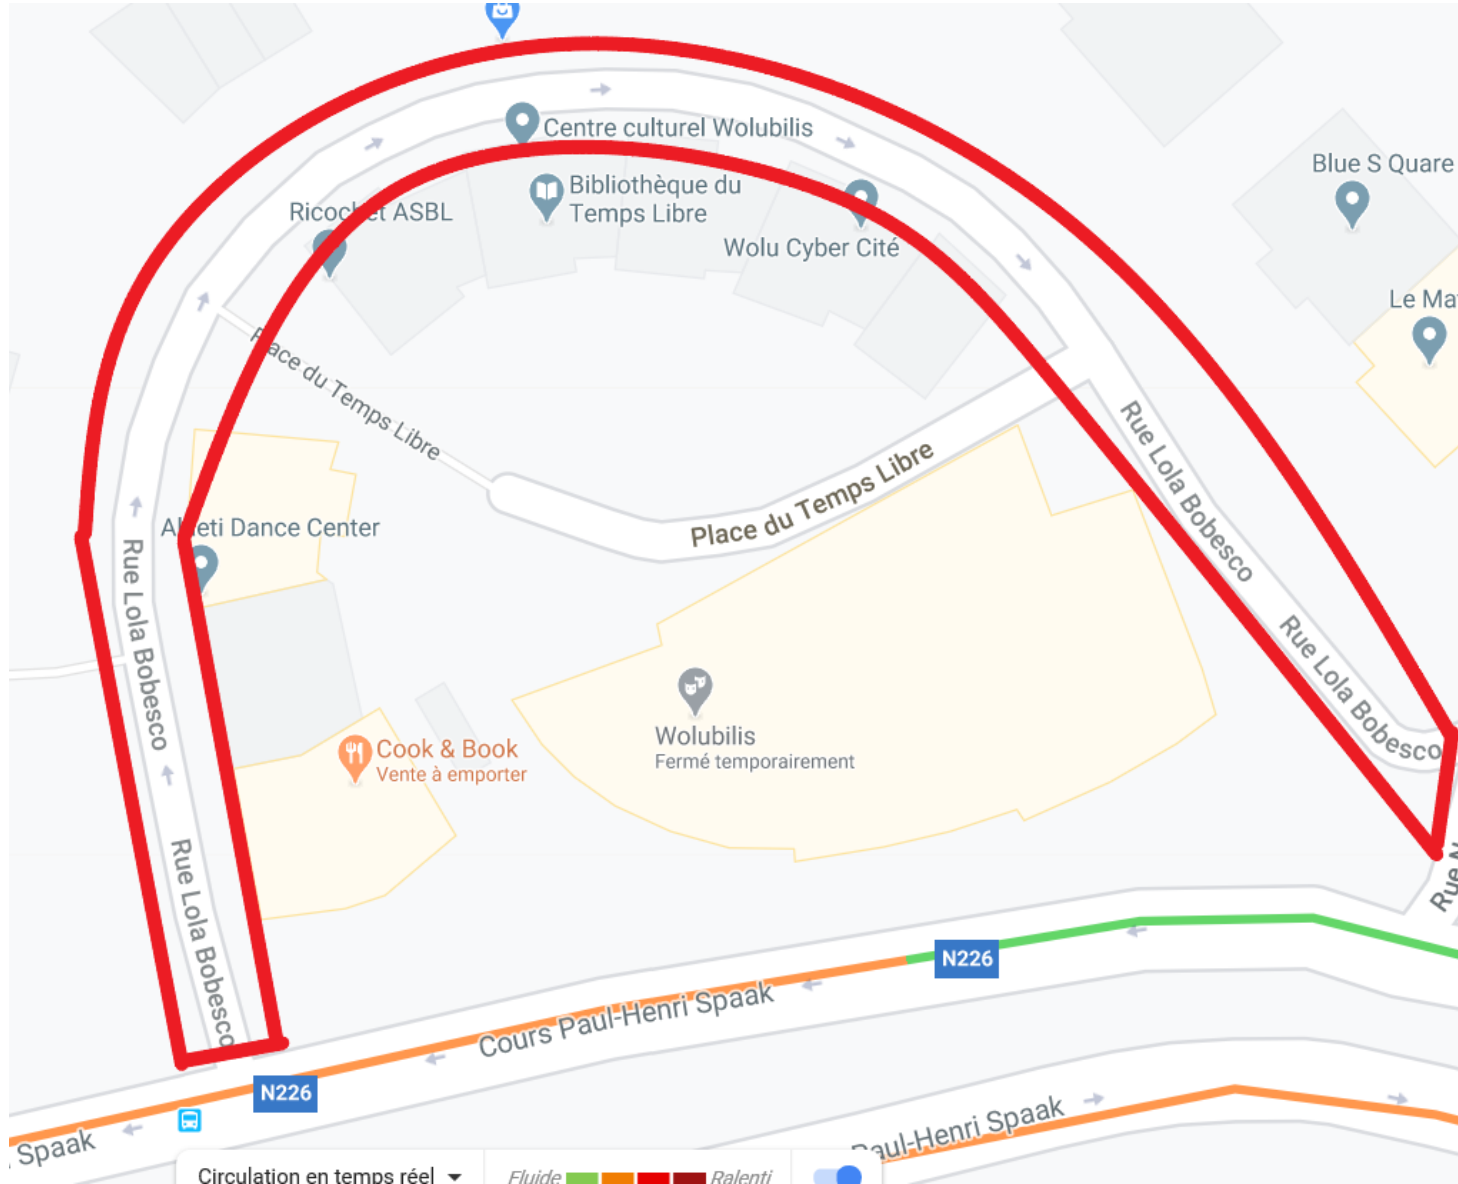 Centre culturel Wolubilis
Blue S Quare
Bibliothèque du
Temps Libre
Ricochet ASBL
Wolu Cyber Cité
Place du Temps Libre
Rue Lola Bobesco
Place du Temps Libre
Dance Center
Rue Lola Bobesco
Rue Lola Bobesco
Wolubilis
Fermé temporairement
Cook & Book
Vente à emporter
Rue Lola Bobesco
Rue
N226
Cours Paul-Henri Spaak
N226
Paul-Henri Spaak
Spaak
Circulation en temps réel
Fluide
Ralenti